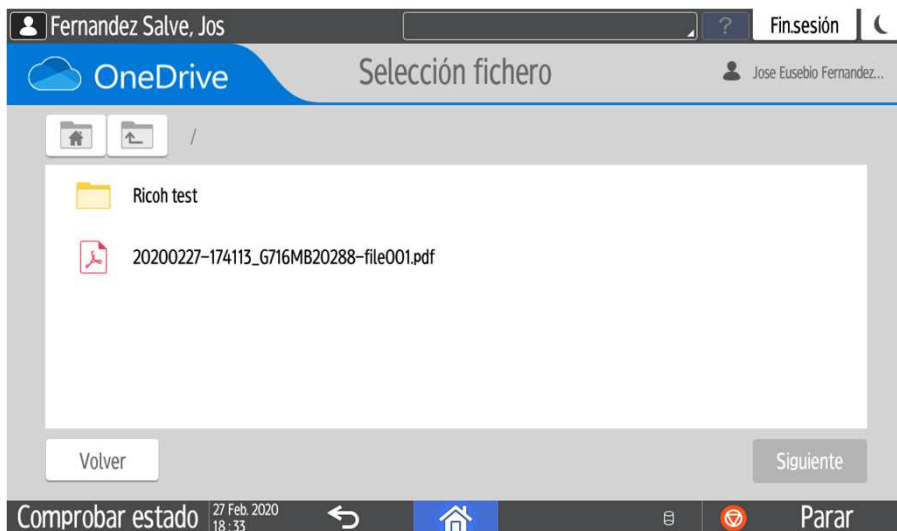 Fernandez Salve, Jos
?
Fin.sesión
OneDrive
Selección fichero
Jose Eusebio Fernandez...
/
Ricoh test
20200227-174113_G716MB20288-file001.pdf
Volver
Siguiente
Comprobar estado
27 Feb. 2020
18:33
Parar